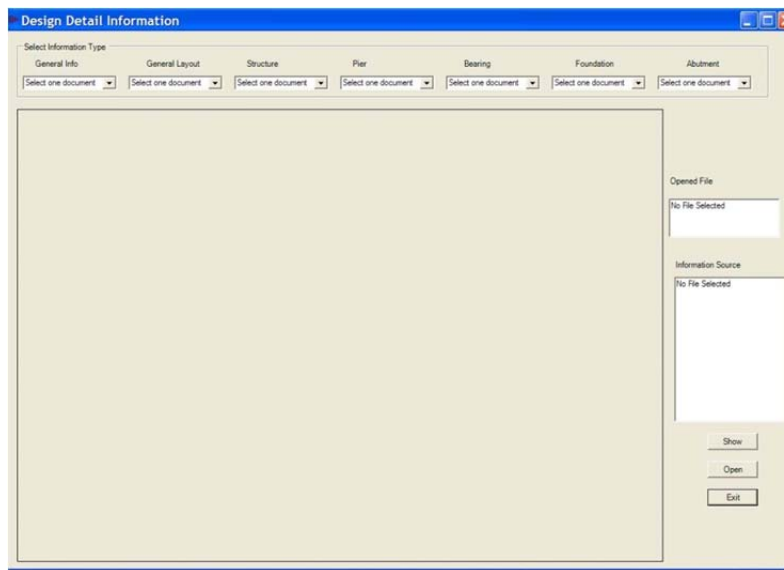 Design Detail Information
Select Information Type
General Info General Layout Structure Pier Bearing Foundation Abutment
Select one document Select one document Select one document Select one document Select one document Select one document Select one document
Opened File
No File Selected
Information Source
No File Selected
Show
Open
Exit